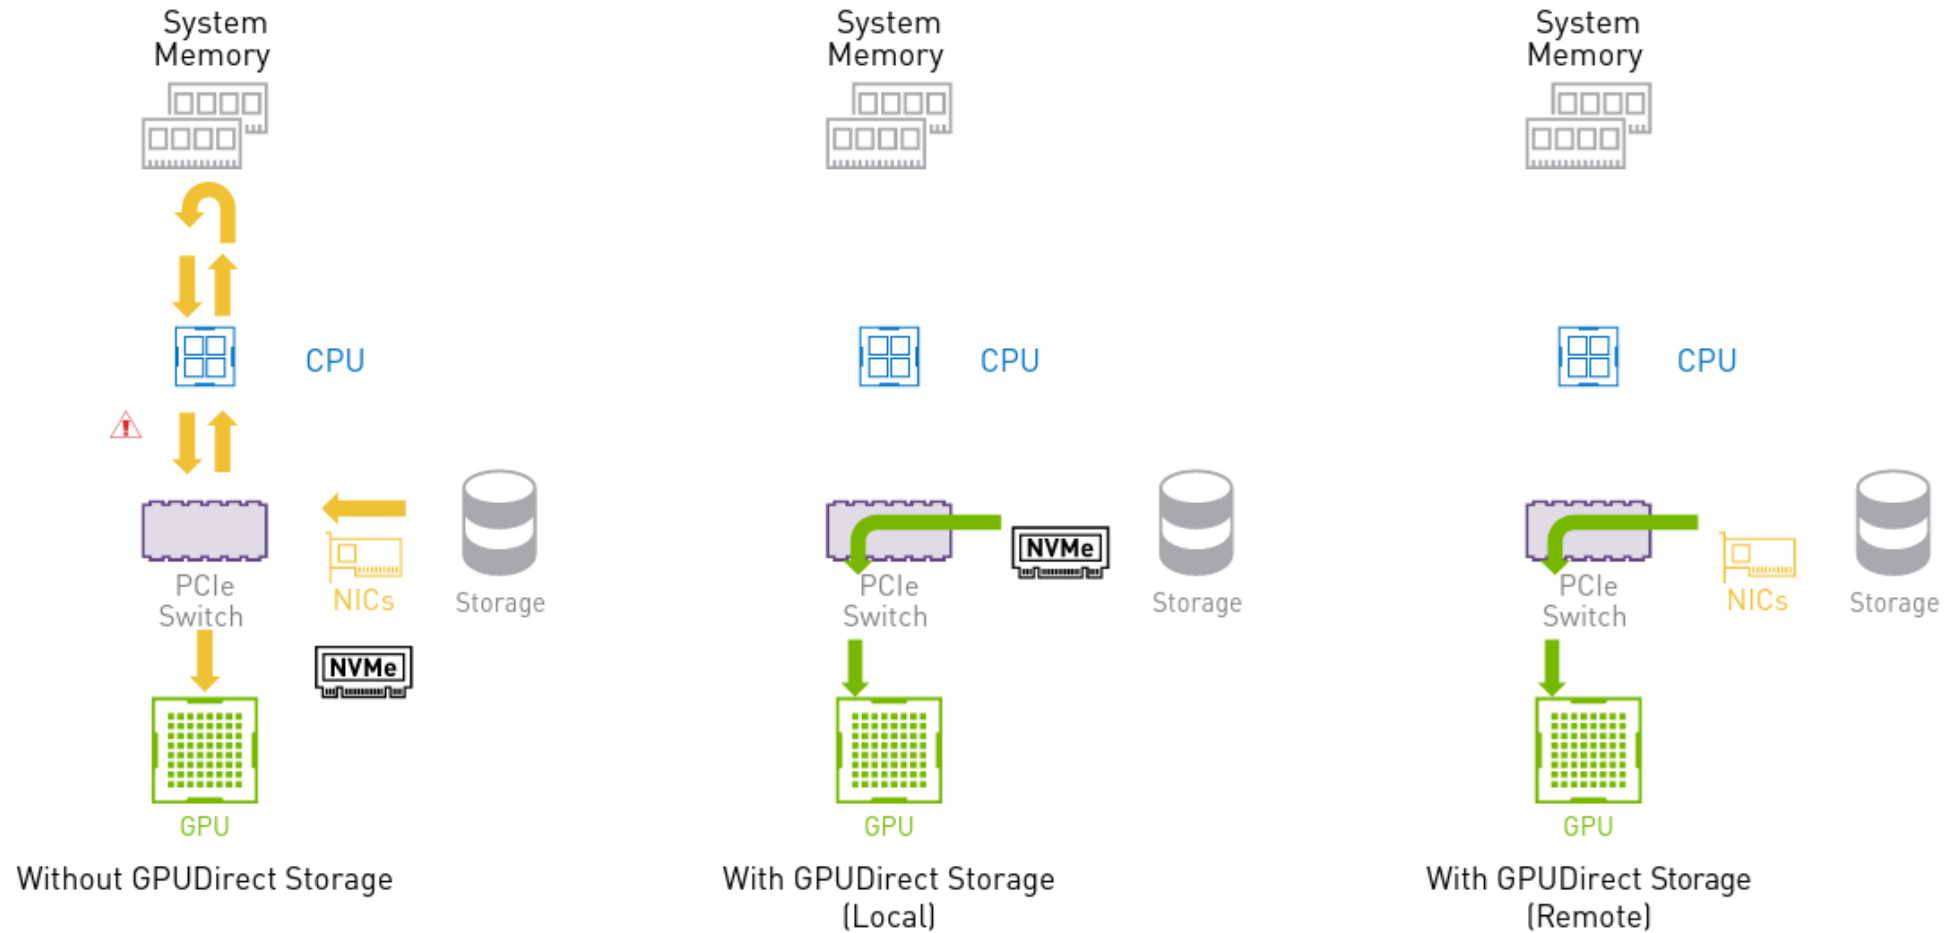 System
Memory
CPU
PCIe
Switch
NICs
Storage
NVMe
GPU
Without GPUDirect Storage
System
Memory
CPU
NVMe
PCIe
Switch
Storage
GPU
With GPUDirect Storage
(Local)
System
Memory
CPU
PCIe
Switch
NICs
Storage
GPU
With GPUDirect Storage
(Remote)